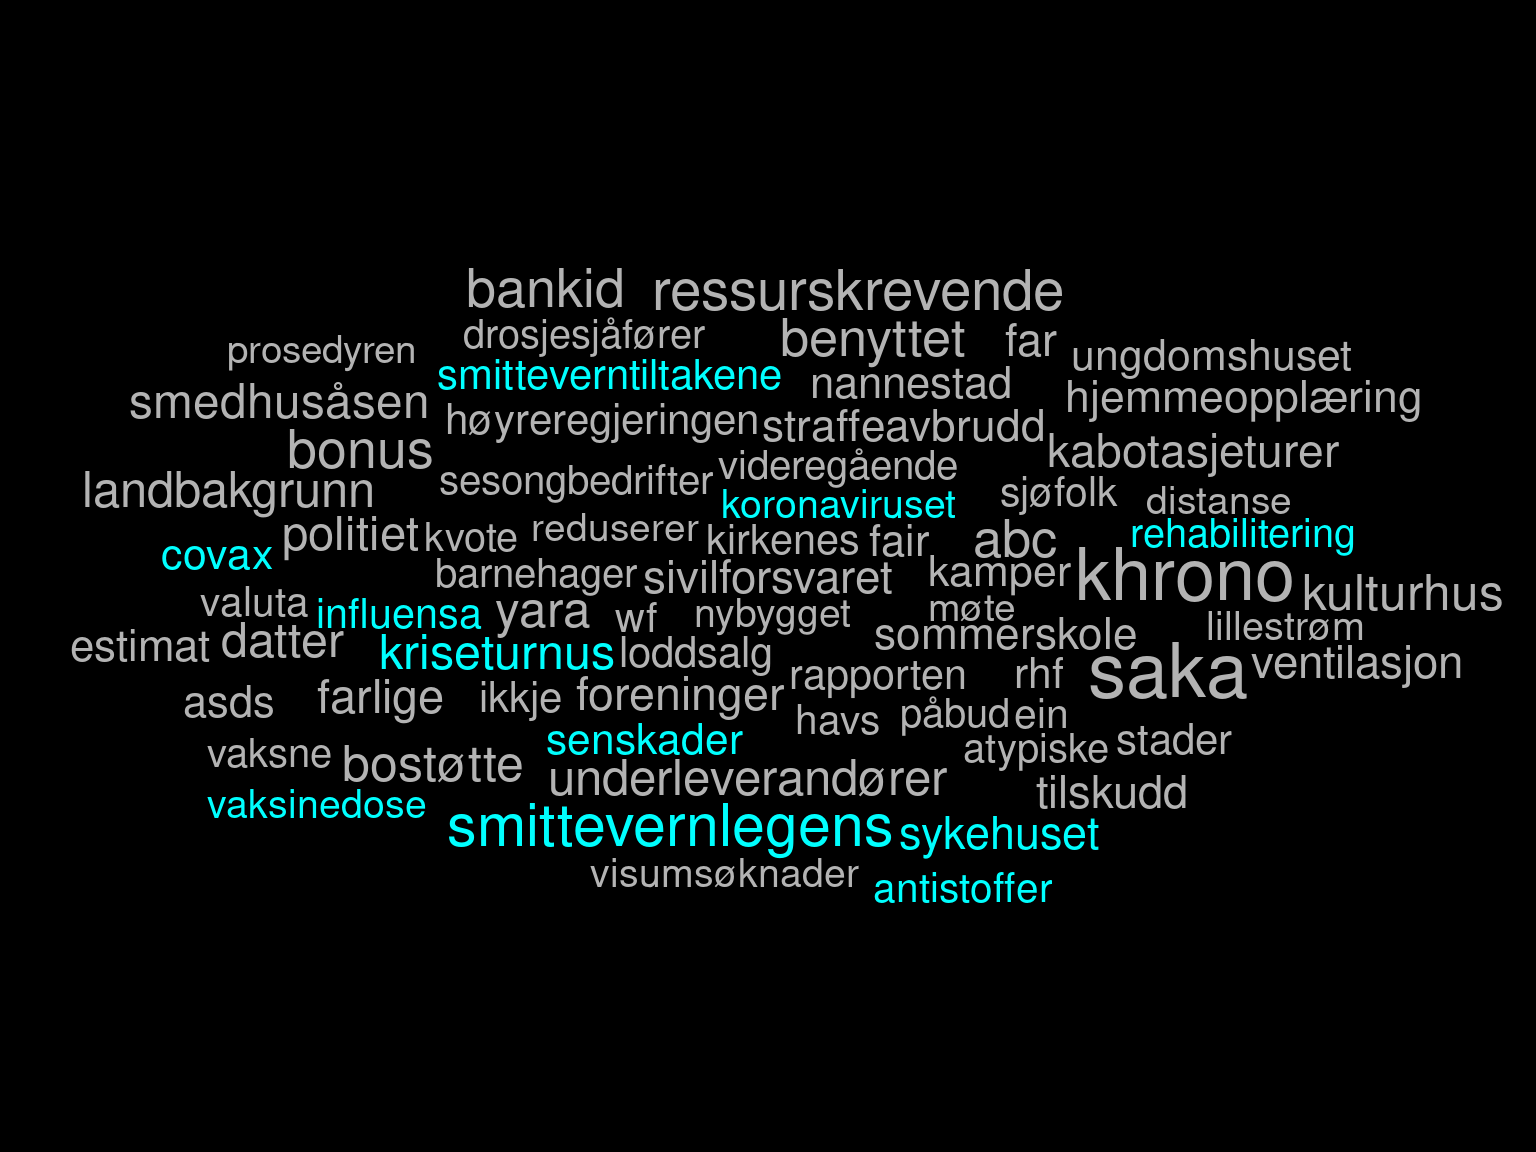 bankid ressurskrevende
prosedyren drosjesjåfører benyttet far ungdomshuset
smitteverntiltakene nannestad hjemmeopplæring
smedhusåsen høyreregjeringen straffeavbrudd
bonus videregående kabotasjeturer
landbakgrunn sesongbedrifter koronaviruset sjøfolk distanse
politiet kvote reduserer kirkenes fair abc rehabilitering
covax barnehager sivilforsvaret kamper khrono kulturhus
valuta influensa yara wf nybygget møte lillestrøm
estimat datter kriseturnus loddsalg sommerskole
rapporten rhf saka ventilasjon
asds farlige ikkje foreninger havs påbud ein
vaksne bostøtte senskader atypiske stader
vaksinedose underleverandører tilskudd
smittevernlegens sykehuset
visumsøknader antistoffer